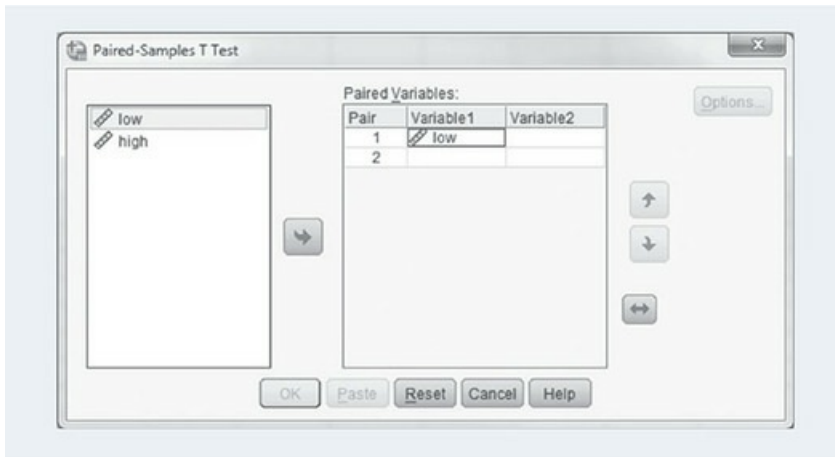 Paired-Samples T Test
low
high
Paired Variables:
Pair Variable1 Variable2
1 low
2
Options...
OK Paste Reset Cancel Help